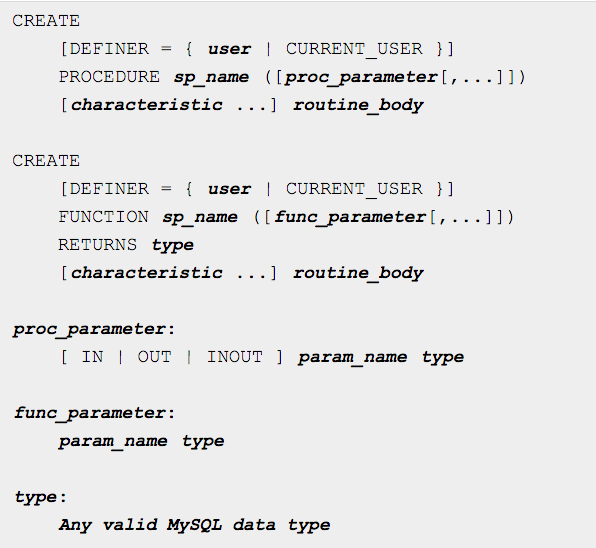 CREATE
    [DEFINER = { user | CURRENT_USER }]
    PROCEDURE sp_name ([proc_parameter[,...]])
    [characteristic ...] routine_body

CREATE
    [DEFINER = { user | CURRENT_USER }]
    FUNCTION sp_name ([func_parameter[,...]])
    RETURNS type
    [characteristic ...] routine_body

proc_parameter:
    [ IN | OUT | INOUT ] param_name type

func_parameter:
    param_name type

type:
    Any valid MySQL data type